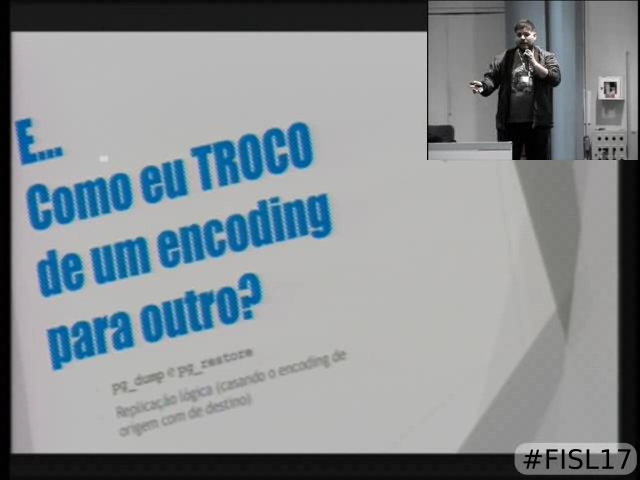 E...
Como eu TROCO
de um encoding
para outro?
pg_dump e pg_restore
Replicação lógica (casando o encoding de
origem com de destino)
#FISL17